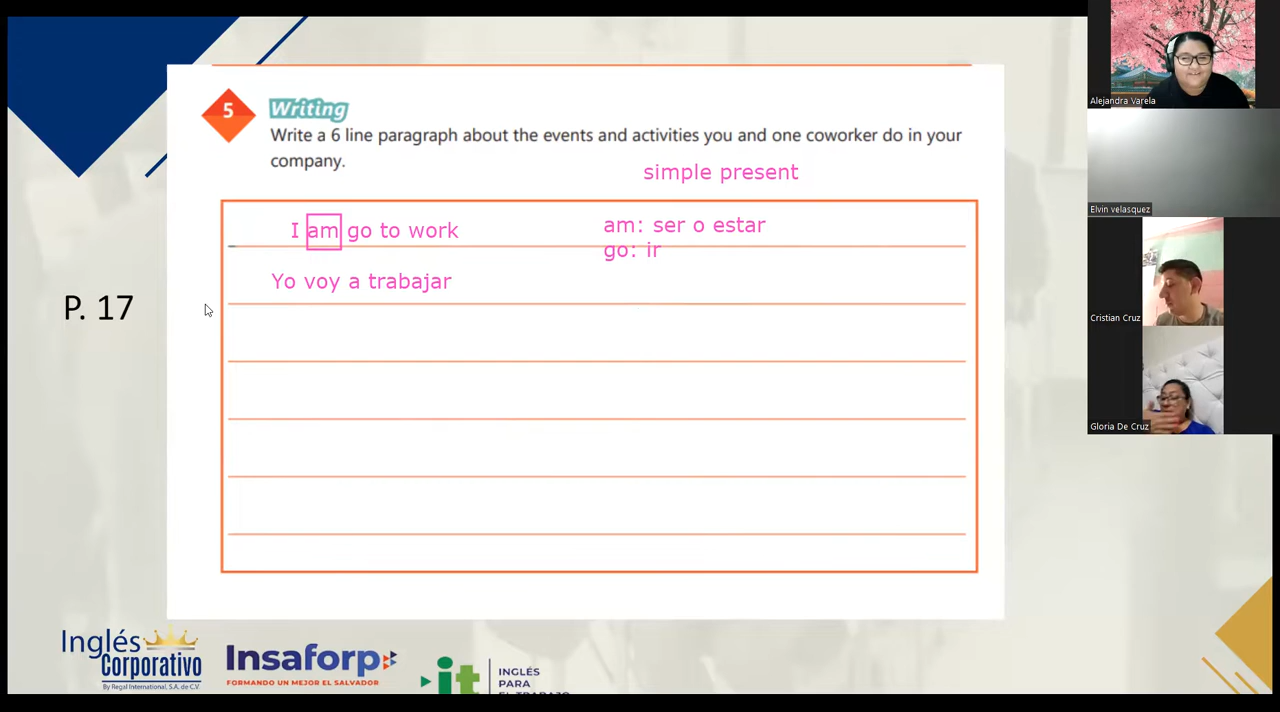 5
Writing
Write a 6 line paragraph about the events and activities you and one coworker do in your
company.
simple present
I am go to work
am: ser o estar
go: ir
Yo voy a trabajar
P. 17
Alejandra Varela
Elvin velasquez
Cristian Cruz
Gloria De Cruz
Inglés
Corporativo
By Regal International, S.A. de C.V.
Insaforp
FORMANDO UN MEJOR EL SALVADOR
it
INGLÉS
PARA
EL TRABAJO